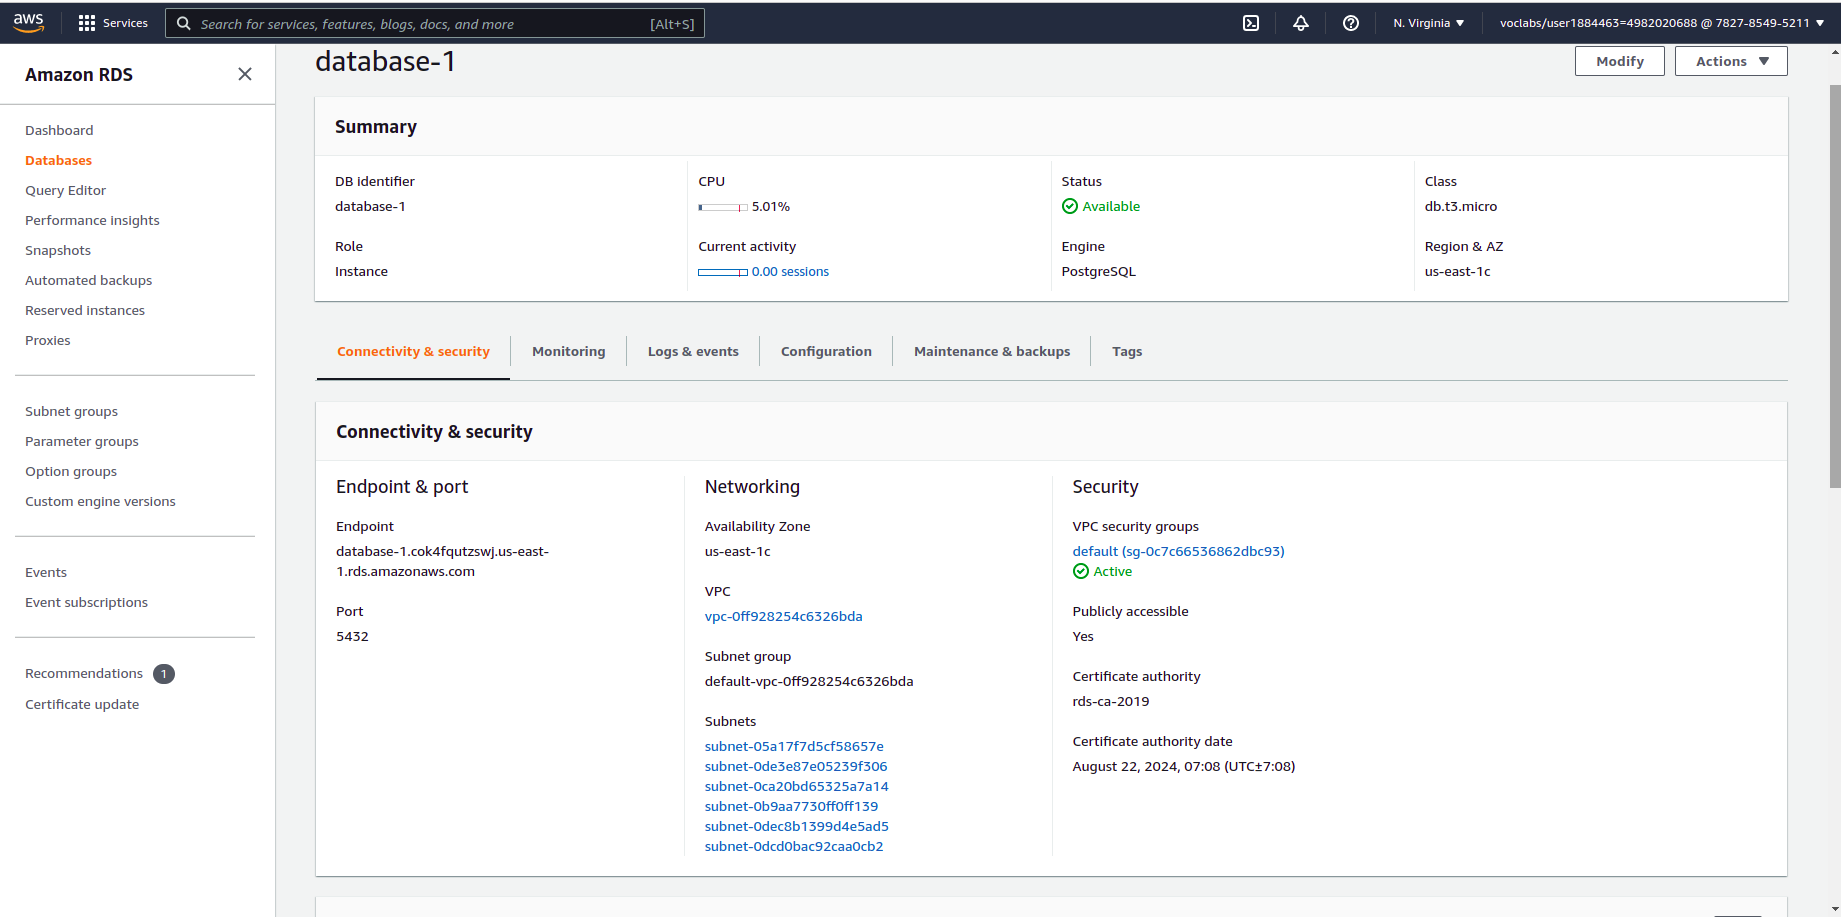 aws
Services
Search for services, features, blogs, docs, and more
[Alt+S]
N. Virginia
voclabs/user1884463=4982020688 @ 7827-8549-5211
Amazon RDS
Dashboard
Databases
Query Editor
Performance insights
Snapshots
Automated backups
Reserved instances
Proxies
Subnet groups
Parameter groups
Option groups
Custom engine versions
Events
Event subscriptions
Recommendations 1
Certificate update
database-1
Modify
Actions
Summary
DB identifier
database-1
CPU
5.01%
Status
Available
Class
db.t3.micro
Role
Instance
Current activity
0.00 sessions
Engine
PostgreSQL
Region & AZ
us-east-1c
Connectivity & security
Monitoring
Logs & events
Configuration
Maintenance & backups
Tags
Connectivity & security
Endpoint & port
Endpoint
database-1.cok4fqutzswj.us-east-
1.rds.amazonaws.com
Port
5432
Networking
Availability Zone
us-east-1c
VPC
vpc-0ff928254c6326bda
Subnet group
default-vpc-0ff928254c6326bda
Subnets
subnet-05a17f7d5cf58657e
subnet-0de3e87e05239f306
subnet-0ca20bd65325a7a14
subnet-0b9aa7730ff0ff139
subnet-0dec8b1399d4e5ad5
subnet-0dcd0bac92caa0cb2
Security
VPC security groups
default (sg-0c7c66536862dbc93)
Active
Publicly accessible
Yes
Certificate authority
rds-ca-2019
Certificate authority date
August 22, 2024, 07:08 (UTC±7:08)